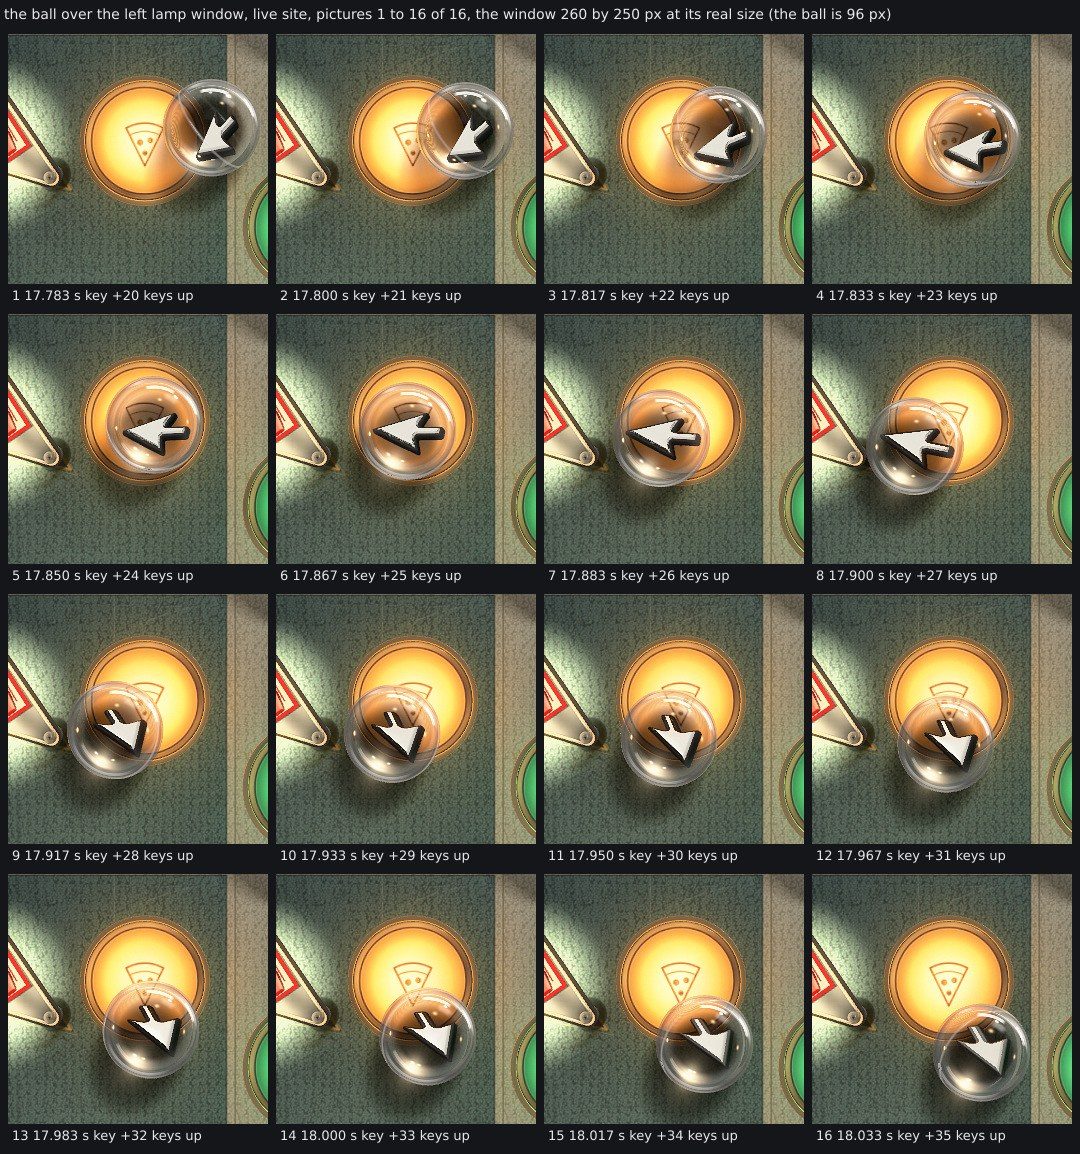 the ball over the left lamp window, live site, pictures 1 to 16 of 16, the window 260 by 250 px at its real size (the ball is 96 px)
1 17.783 s key +20 keys up
2 17.800 s key +21 keys up
3 17.817 s key +22 keys up
4 17.833 s key +23 keys up
5 17.850 s key +24 keys up
6 17.867 s key +25 keys up
7 17.883 s key +26 keys up
8 17.900 s key +27 keys up
9 17.917 s key +28 keys up
10 17.933 s key +29 keys up
11 17.950 s key +30 keys up
12 17.967 s key +31 keys up
13 17.983 s key +32 keys up
14 18.000 s key +33 keys up
15 18.017 s key +34 keys up
16 18.033 s key +35 keys up